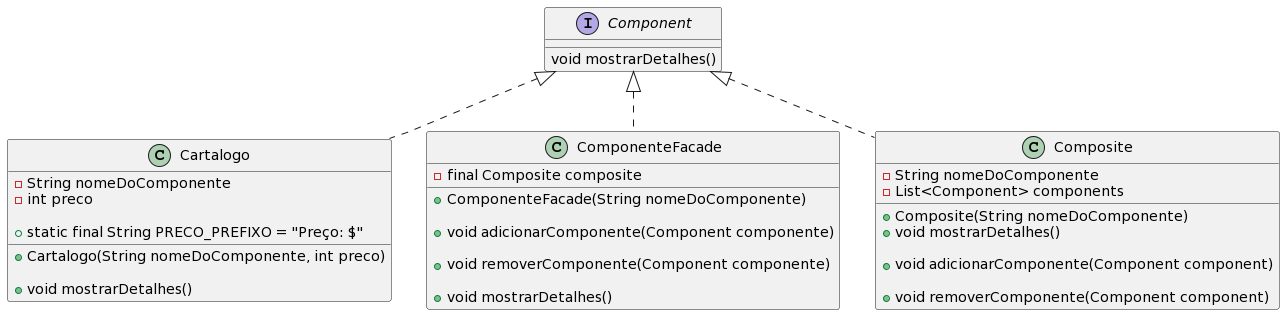 I Component
void mostrarDetalhes()
C Cartalogo
String nomeDoComponente
int preco
static final String PRECO_PREFIXO = "Preço: $"
Cartalogo(String nomeDoComponente, int preco)
void mostrarDetalhes()
C ComponenteFacade
final Composite composite
ComponenteFacade(String nomeDoComponente)
void adicionarComponente(Component componente)
void removerComponente(Component componente)
void mostrarDetalhes()
C Composite
String nomeDoComponente
List<Component> components
Composite(String nomeDoComponente)
void mostrarDetalhes()
void adicionarComponente(Component component)
void removerComponente(Component component)